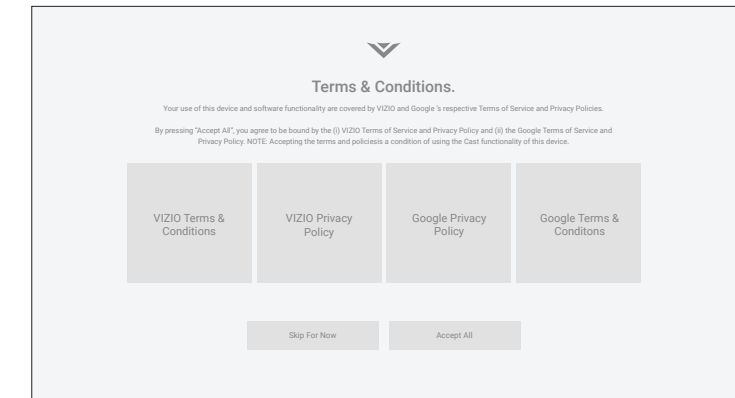 Terms & Conditions.
Your use of this device and software functionality are covered by VIZIO and Google 's respective Terms of Service and Privacy Policies.
By pressing "Accept All", you agree to be bound by the (i) VIZIO Terms of Service and Privacy Policy and (ii) the Google Terms of Service and
Privacy Policy. NOTE: Accepting the terms and policiesis a condition of using the Cast functionality of this device.
VIZIO Terms &
Conditions
VIZIO Privacy
Policy
Google Privacy
Policy
Google Terms &
Conditons
Skip For Now
Accept All